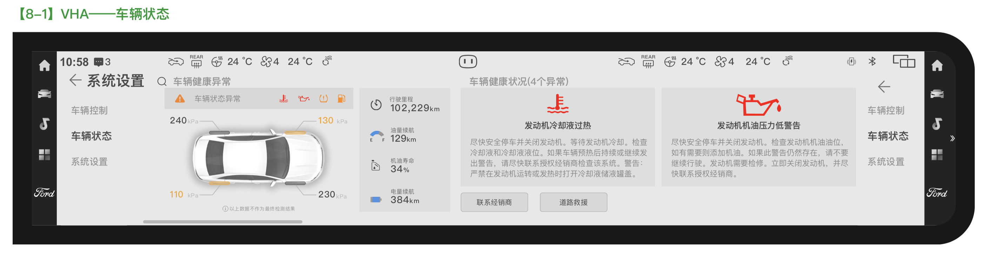 【8-1】VHA——车辆状态
10:58 3
REAR
24 °C 4 24 °C
REAR
24 °C 4 24 °C
系统设置
车辆控制
车辆状态
系统设置
Ford
车辆健康异常
车辆状态异常
240 kPa
130 kPa
110 kPa
230 kPa
以上数据不作为最终检测结果
行驶里程
102,229km
油量续航
129km
E F
机油寿命
34%
电量续航
384km
车辆健康状况(4个异常)
发动机冷却液过热
尽快安全停车并关闭发动机。等待发动机冷却。检查
冷却液和冷却液液位。如果车辆预热后持续或继续发
出警告，请尽快联系授权经销商检查该系统。警告：
严禁在发动机运转或发热时打开冷却液储液罐盖。
发动机机油压力低警告
尽快安全停车并关闭发动机。检查发动机机油油位，
如有需要则添加机油。如果此警告仍然存在，请不要
继续行驶。发动机需要检修。立即关闭发动机，并尽
快联系授权经销商。
联系经销商
道路救援
车辆控制
车辆状态
系统设置
Ford